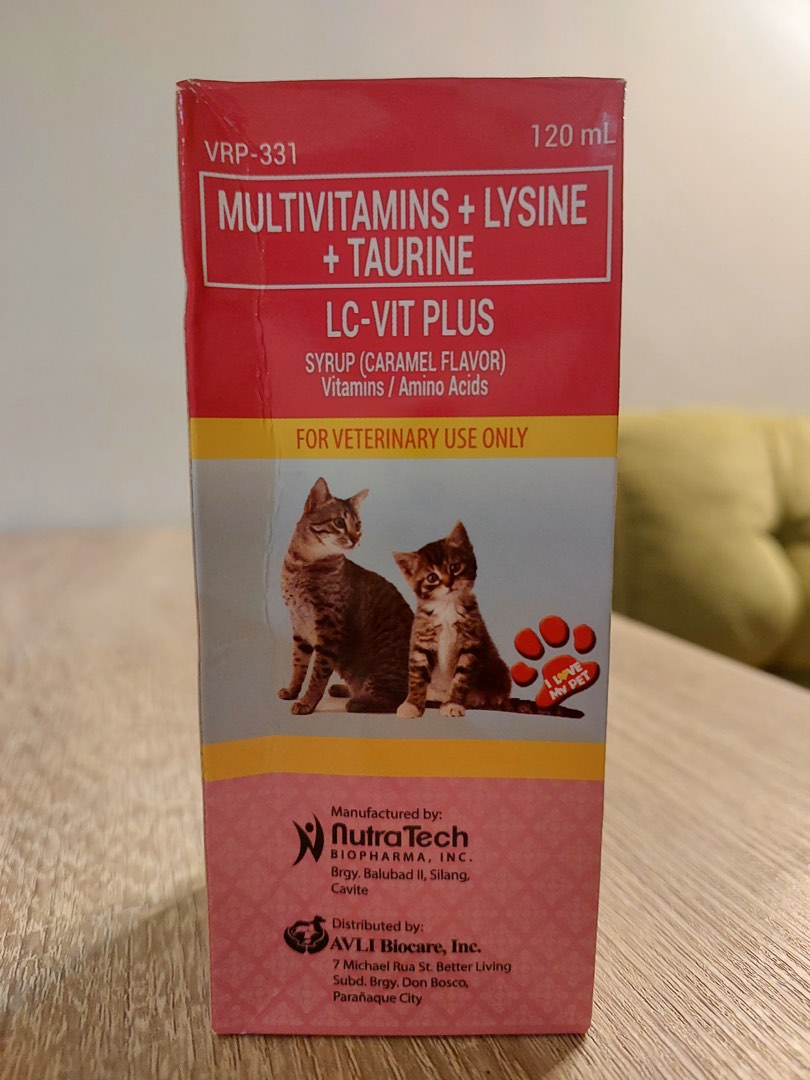 VRP-331
120 mL
MULTIVITAMINS + LYSINE
+ TAURINE
LC-VIT PLUS
SYRUP (CARAMEL FLAVOR)
Vitamins / Amino Acids
FOR VETERINARY USE ONLY
I LOVE
MY PET
Manufactured by:
NutraTech
BIOPHARMA, INC.
Brgy. Balubad II, Silang,
Cavite
Distributed by:
AVLI Biocare, Inc.
7 Michael Rua St. Better Living
Subd. Brgy. Don Bosco,
Parañaque City